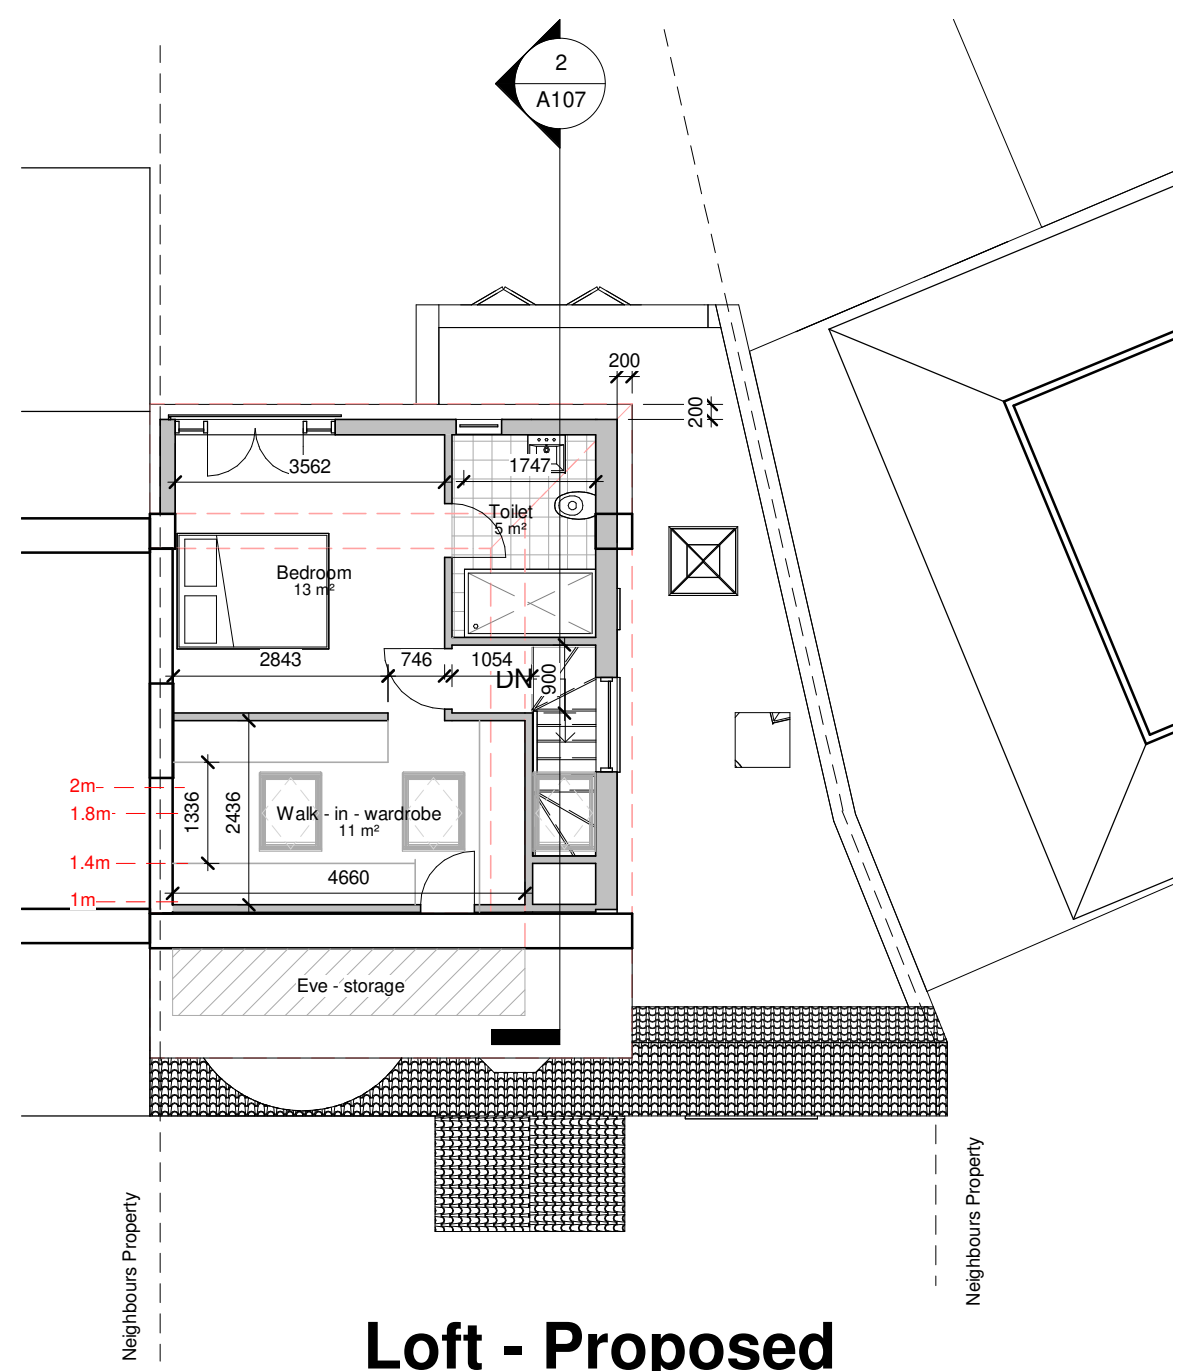 2
A107
200
200
3562
1747
Toilet
5 m²
Bedroom
13 m²
2843
746
1054
DN
900
2m
1.8m
1.4m
1m
1336
2436
Walk - in - wardrobe
11 m²
4660
Eve - storage
Neighbours Property
Neighbours Property
Loft - Proposed